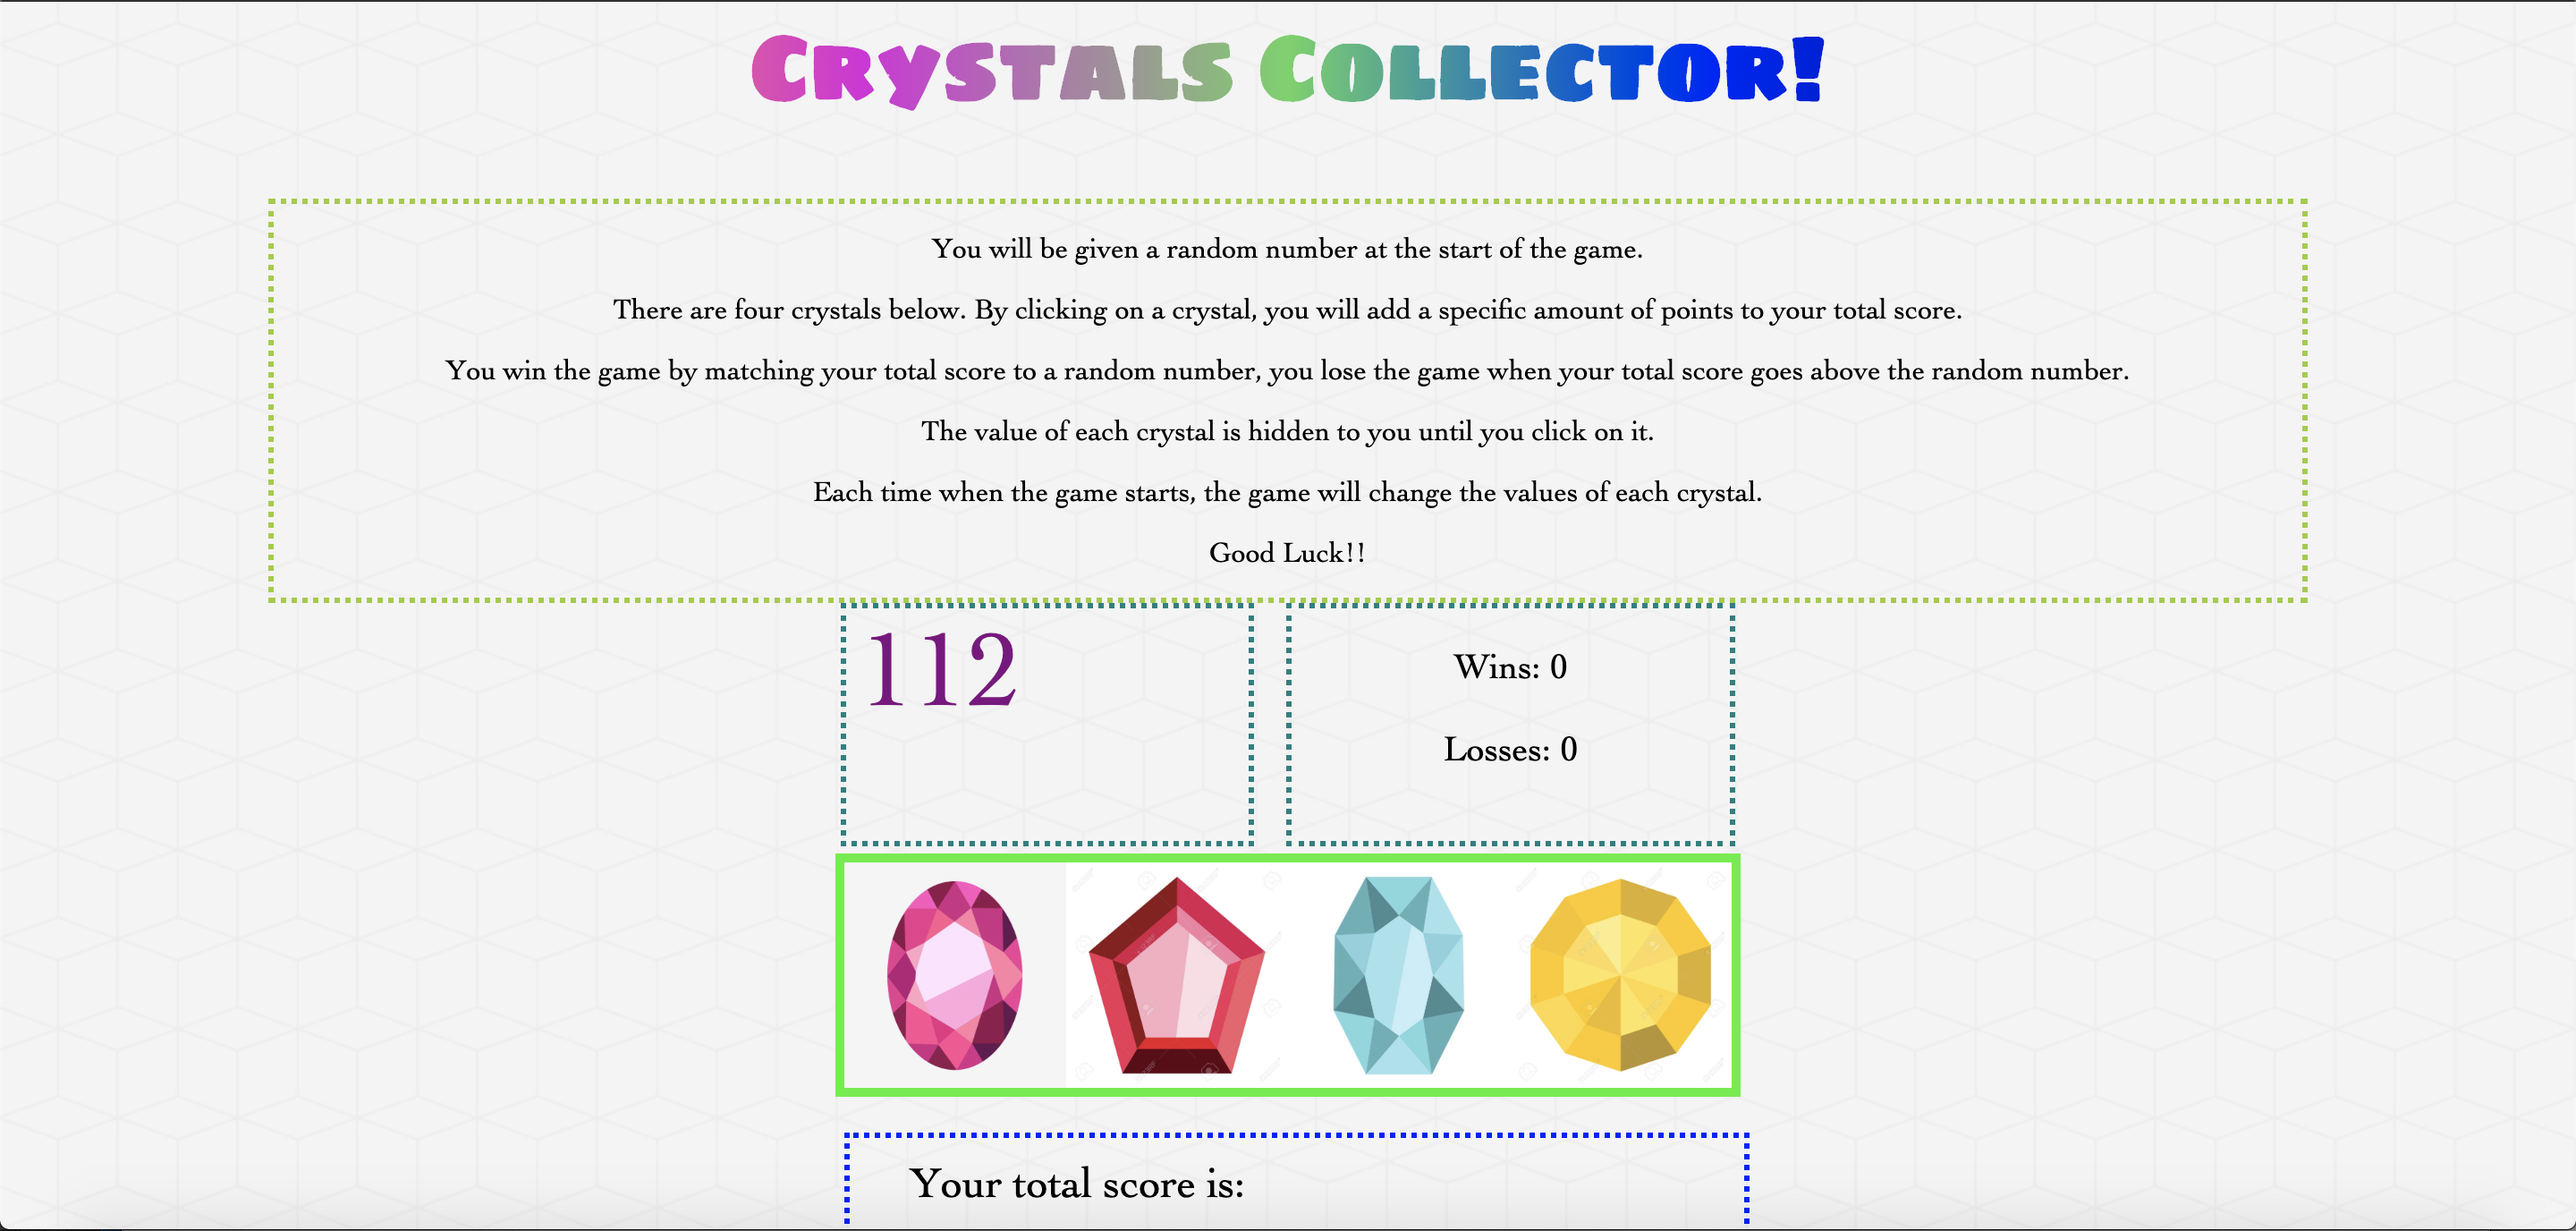 Crystals Collector!
You will be given a random number at the start of the game.
There are four crystals below. By clicking on a crystal, you will add a specific amount of points to your total score.
You win the game by matching your total score to a random number, you lose the game when your total score goes above the random number.
The value of each crystal is hidden to you until you click on it.
Each time when the game starts, the game will change the values of each crystal.
Good Luck!!
112
Wins: 0
Losses: 0
Your total score is: